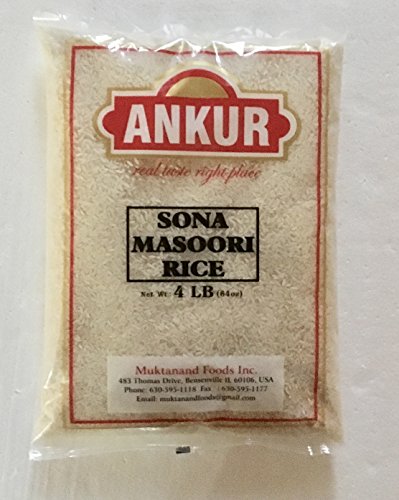 ANKUR
real taste right place
SONA
MASOORI
RICE
Net. Wt : 4 LB (64oz)
Muktanand Foods Inc.
483 Thomas Drive, Bensenville Il, 60106, USA
Phone: 630-595-1118 Fax : 630-595-1177
Email: muktanandfoods@gmail.com